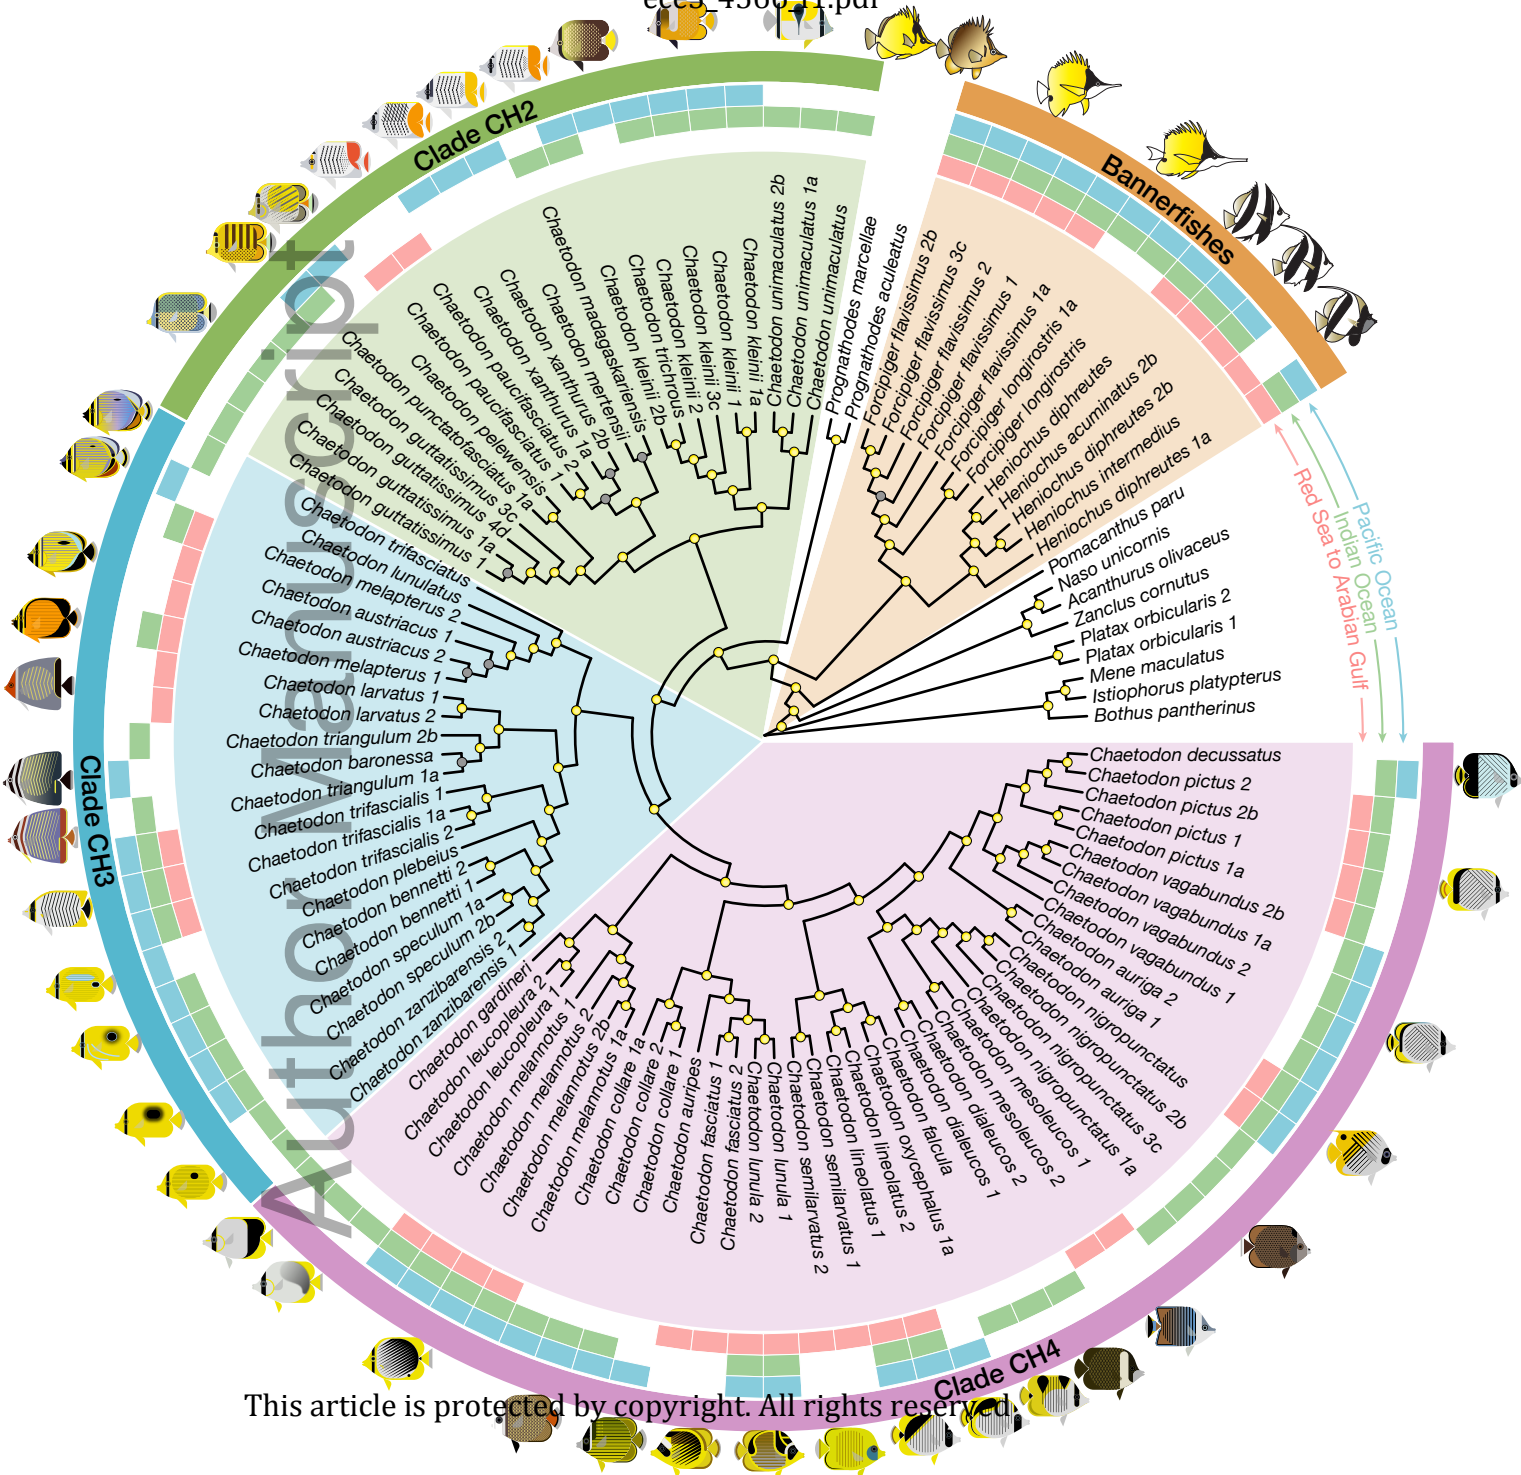 ece3_4566_f1.pdf
Clade CH2
Bannerfishes
Clade CH3
Clade CH4
Pacific Ocean
Indian Ocean
Red Sea to Arabian Gulf
Chaetodon unimaculatus 2b
Chaetodon unimaculatus 1a
Chaetodon unimaculatus
Prognathodes marcellae
Prognathodes aculeatus
Forcipiger flavissimus 2b
Forcipiger flavissimus 3c
Forcipiger flavissimus 2
Forcipiger flavissimus 1
Forcipiger flavissimus 1a
Forcipiger longirostris 1a
Forcipiger longirostris
Heniochus diphreutes
Heniochus acuminatus 2b
Heniochus diphreutes 2b
Heniochus intermedius
Heniochus diphreutes 1a
Pomacanthus paru
Naso unicornis
Acanthurus olivaceus
Zanclus cornutus
Platax orbicularis 2
Platax orbicularis 1
Mene maculatus
Istiophorus platypterus
Bothus pantherinus
Chaetodon decussatus
Chaetodon pictus 2
Chaetodon pictus 2b
Chaetodon pictus 1
Chaetodon pictus 1a
Chaetodon vagabundus 2b
Chaetodon vagabundus 1a
Chaetodon vagabundus 2
Chaetodon vagabundus 1
Chaetodon auriga 2
Chaetodon auriga 1
Chaetodon nigropunctatus
Chaetodon nigropunctatus 2b
Chaetodon nigropunctatus 3c
Chaetodon nigropunctatus 1a
Chaetodon mesoleucos 1
Chaetodon mesoleucos 2
Chaetodon dialeucos 2
Chaetodon dialeucos 1
Chaetodon falcula
Chaetodon oxycephalus 1a
Chaetodon lineolatus 2
Chaetodon lineolatus 1
Chaetodon semilarvatus 1
Chaetodon semilarvatus 2
Chaetodon lunula 1
Chaetodon lunula 2
Chaetodon fasciatus 2
Chaetodon fasciatus 1
Chaetodon auripes
Chaetodon collare 1
Chaetodon collare 2
Chaetodon collare 1a
Chaetodon melannotus 1a
Chaetodon melannotus 2b
Chaetodon melannotus 2
Chaetodon melannotus 1
Chaetodon leucopleura 1
Chaetodon leucopleura 2
Chaetodon gardineri
Chaetodon zanzibarensis 1
Chaetodon zanzibarensis 2
Chaetodon speculum 2b
Chaetodon speculum 1a
Chaetodon bennetti 1
Chaetodon bennetti 2
Chaetodon plebeius
Chaetodon trifascialis 2
Chaetodon trifascialis 1a
Chaetodon trifascialis 1
Chaetodon triangulum 1a
Chaetodon baronessa
Chaetodon triangulum 2b
Chaetodon larvatus 2
Chaetodon larvatus 1
Chaetodon melapterus 1
Chaetodon austriacus 2
Chaetodon austriacus 1
Chaetodon melapterus 2
Chaetodon lunulatus
Chaetodon trifasciatus
Chaetodon guttatissimus 1
Chaetodon guttatissimus 1a
Chaetodon guttatissimus 4d
Chaetodon guttatissimus 3c
Chaetodon punctatofasciatus 1a
Chaetodon pelewensis
Chaetodon paucifasciatus 1
Chaetodon paucifasciatus 2
Chaetodon xanthurus 1a
Chaetodon xanthurus 2b
Chaetodon mertensii
Chaetodon madagaskariensis
Chaetodon kleinii 2b
Chaetodon trichrous
Chaetodon kleinii 2
Chaetodon kleinii 3c
Chaetodon kleinii 1
Chaetodon kleinii 1a
Author Manuscript
This article is protected by copyright. All rights reserved